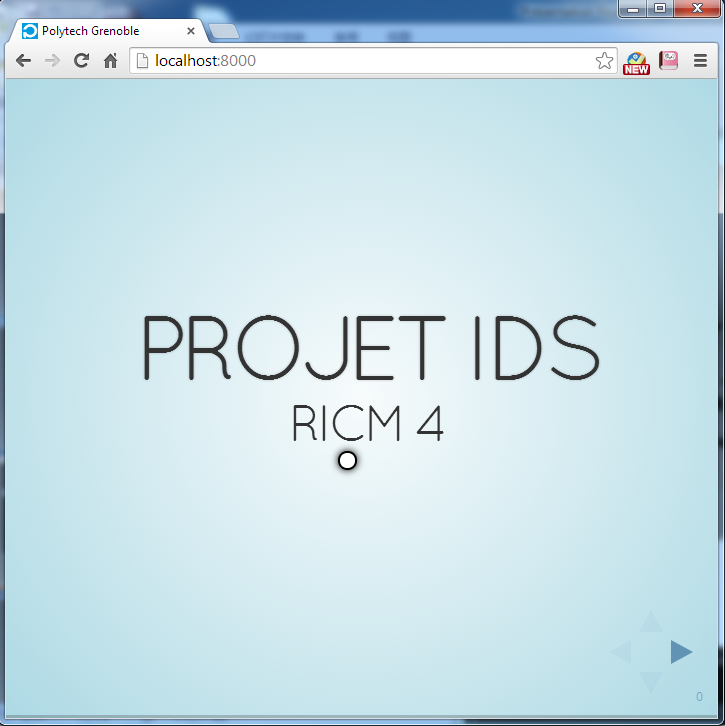 Polytech Grenoble
localhost:8000
NEW
PROJET IDS
RICM 4
0